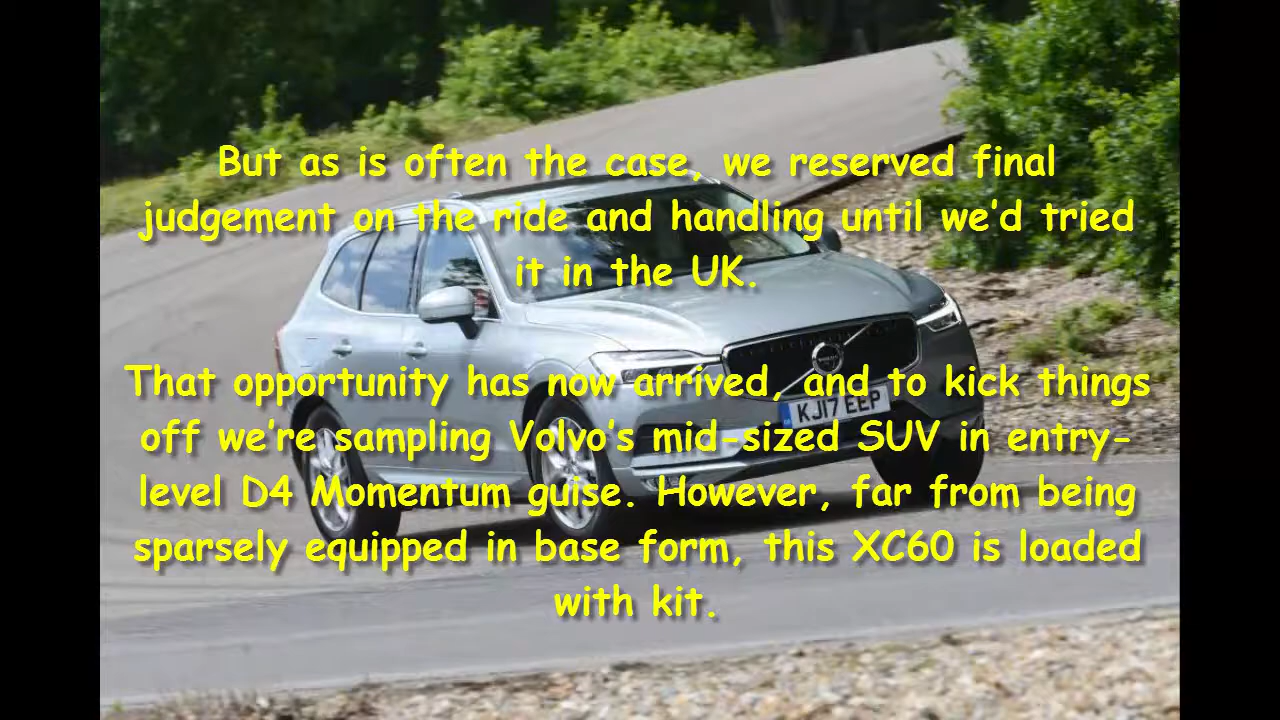 But as is often the case, we reserved final
judgement on the ride and handling until we’d tried
it in the UK.
That opportunity has now arrived, and to kick things
off we’re sampling Volvo’s mid-sized SUV in entry-
level D4 Momentum guise. However, far from being
sparsely equipped in base form, this XC60 is loaded
with kit.
VOLVO
KJ17 EEP